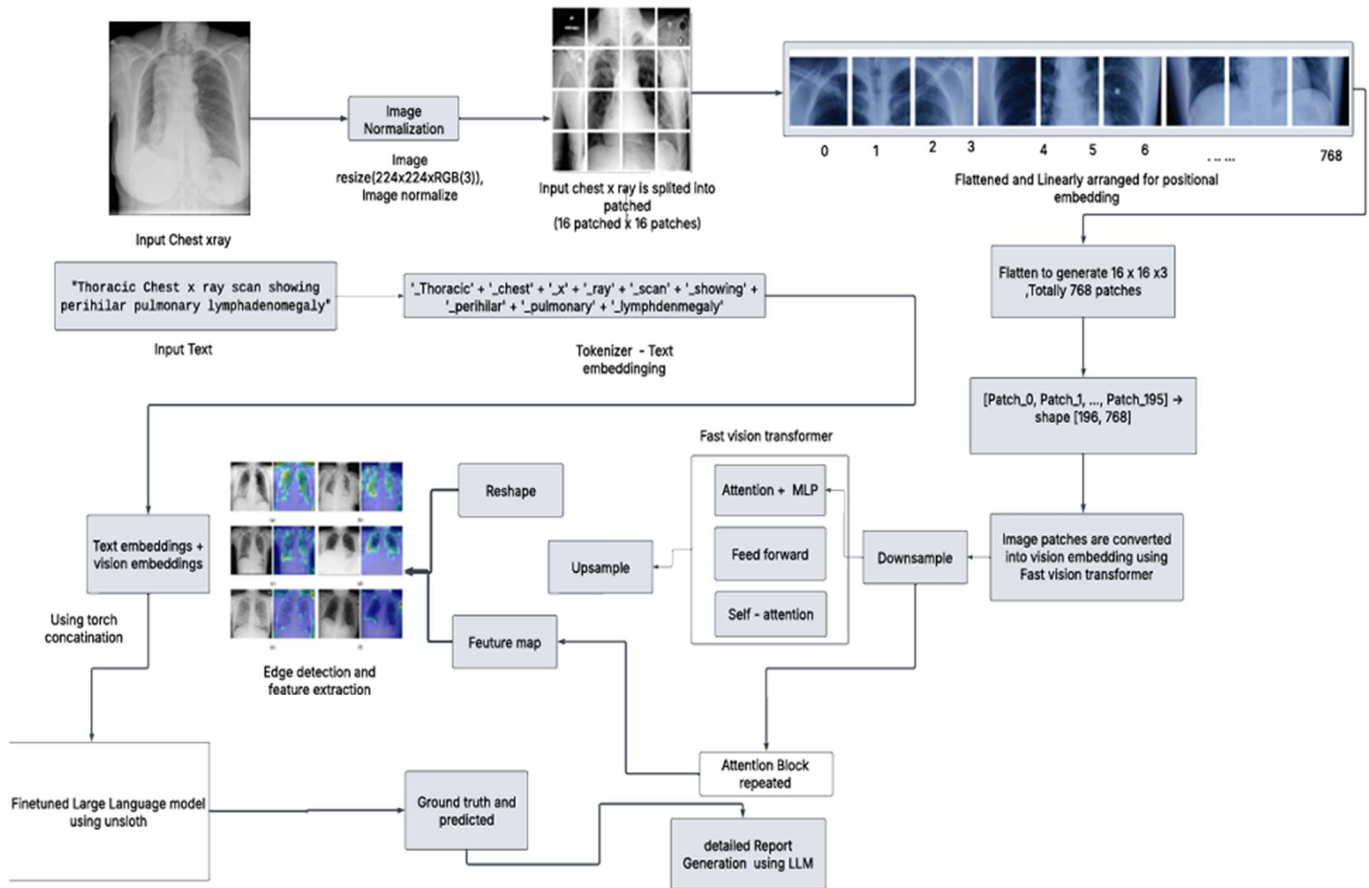 Image
Normalization
Image
resize(224x224xRGB(3)),
Image normalize
Input Chest xray
Input chest x ray is splited into
patched
(16 patched x 16 patches)
0 1 2 3 4 5 6 . .. ... 768
Flattened and Linearly arranged for positional
embedding
Flatten to generate 16 x 16 x3
,Totally 768 patches
"Thoracic Chest x ray scan showing
perihilar pulmonary lymphadenomegaly"
Input Text
'_Thoracic' + '_chest' + '_x' + '_ray' + '_scan' + '_showing' +
'_perihilar' + '_pulmonary' + '_lymphdenmegaly'
Tokenizer - Text
embeddinging
[Patch_0, Patch_1, ..., Patch_195] →
shape [196, 768]
Fast vision transformer
Attention + MLP
Feed forward
Self - attention
Image patches are converted
into vision embedding using
Fast vision transformer
Downsample
Upsample
Reshape
Feuture map
Edge detection and
feature extraction
Text embeddings +
vision embeddings
Using torch
concatination
Attention Block
repeated
Finetuned Large Language model
using unsloth
Ground truth and
predicted
detailed Report
Generation using LLM